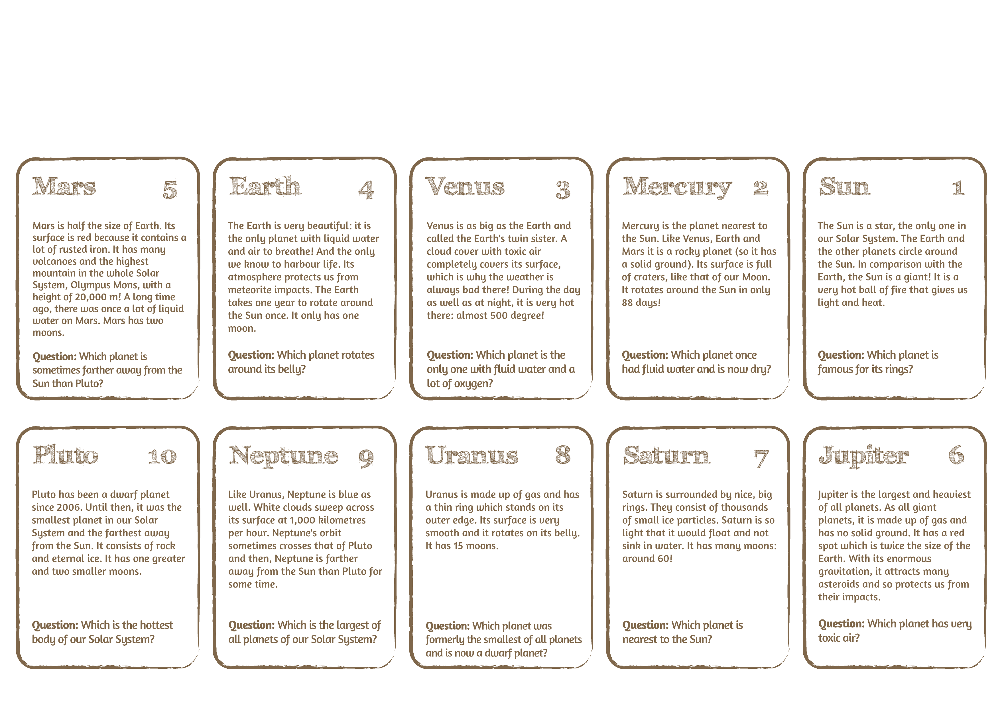 Mars 5
Mars is half the size of Earth. Its
surface is red because it contains a
lot of rusted iron. It has many
volcanoes and the highest
mountain in the whole Solar
System, Olympus Mons, with a
height of 20,000 m! A long time
ago, there was once a lot of liquid
water on Mars. Mars has two
moons.
Question: Which planet is
sometimes farther away from the
Sun than Pluto?
Earth 4
The Earth is very beautiful: it is
the only planet with liquid water
and air to breathe! And the only
we know to harbour life. Its
atmosphere protects us from
meteorite impacts. The Earth
takes one year to rotate around
the Sun once. It only has one
moon.
Question: Which planet rotates
around its belly?
Venus 3
Venus is as big as the Earth and
called the Earth's twin sister. A
cloud cover with toxic air
completely covers its surface,
which is why the weather is
always bad there! During the day
as well as at night, it is very hot
there: almost 500 degree!
Question: Which planet is the
only one with fluid water and a
lot of oxygen?
Mercury 2
Mercury is the planet nearest to
the Sun. Like Venus, Earth and
Mars it is a rocky planet (so it has
a solid ground). Its surface is full
of craters, like that of our Moon.
It rotates around the Sun in only
88 days!
Question: Which planet once
had fluid water and is now dry?
Sun 1
The Sun is a star, the only one in
our Solar System. The Earth and
the other planets circle around
the Sun. In comparison with the
Earth, the Sun is a giant! It is a
very hot ball of fire that gives us
light and heat.
Question: Which planet is
famous for its rings?
Pluto 10
Pluto has been a dwarf planet
since 2006. Until then, it was the
smallest planet in our Solar
System and the farthest away
from the Sun. It consists of rock
and eternal ice. It has one greater
and two smaller moons.
Question: Which is the hottest
body of our Solar System?
Neptune 9
Like Uranus, Neptune is blue as
well. White clouds sweep across
its surface at 1,000 kilometres
per hour. Neptune's orbit
sometimes crosses that of Pluto
and then, Neptune is farther
away from the Sun than Pluto for
some time.
Question: Which is the largest of
all planets of our Solar System?
Uranus 8
Uranus is made up of gas and has
a thin ring which stands on its
outer edge. Its surface is very
smooth and it rotates on its belly.
It has 15 moons.
Question: Which planet was
formerly the smallest of all planets
and is now a dwarf planet?
Saturn 7
Saturn is surrounded by nice, big
rings. They consist of thousands
of small ice particles. Saturn is so
light that it would float and not
sink in water. It has many moons:
around 60!
Question: Which planet is
nearest to the Sun?
Jupiter 6
Jupiter is the largest and heaviest
of all planets. As all giant
planets, it is made up of gas and
has no solid ground. It has a red
spot which is twice the size of the
Earth. With its enormous
gravitation, it attracts many
asteroids and so protects us from
their impacts.
Question: Which planet has very
toxic air?